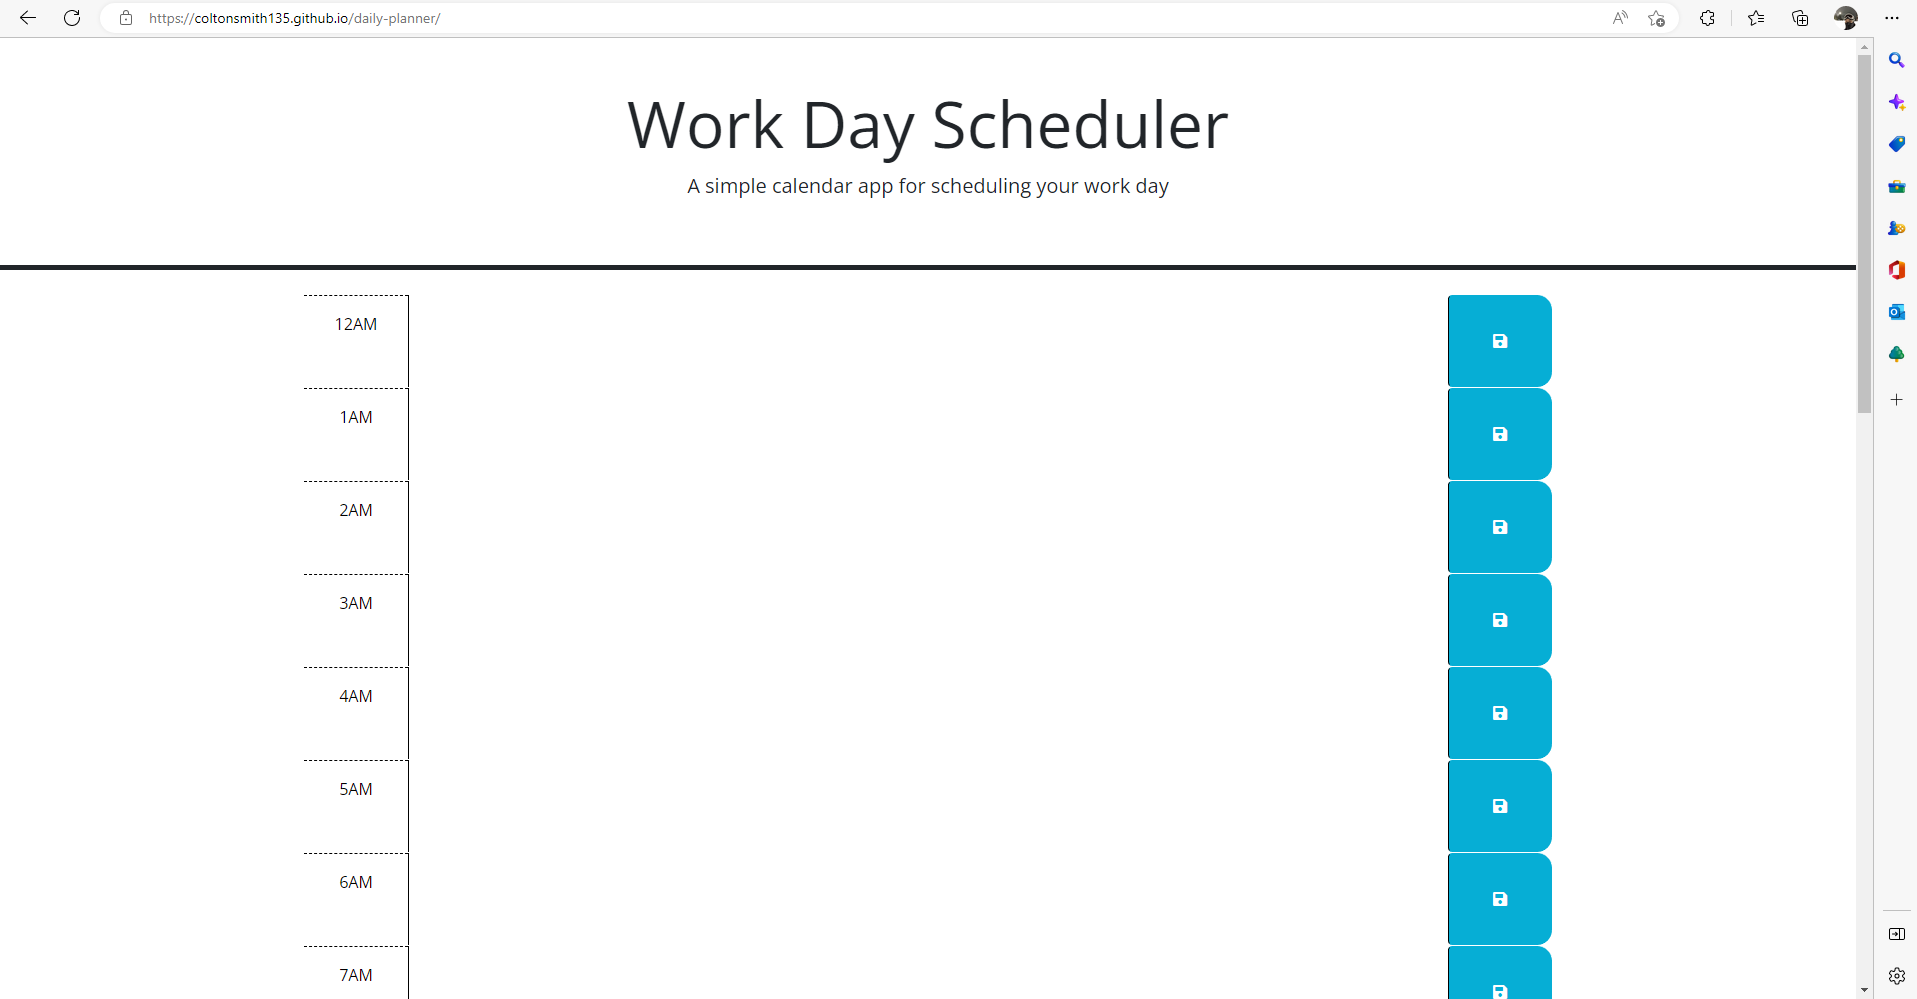 https://coltonsmith135.github.io/daily-planner/
Work Day Scheduler
A simple calendar app for scheduling your work day
12AM
1AM
2AM
3AM
4AM
5AM
6AM
7AM